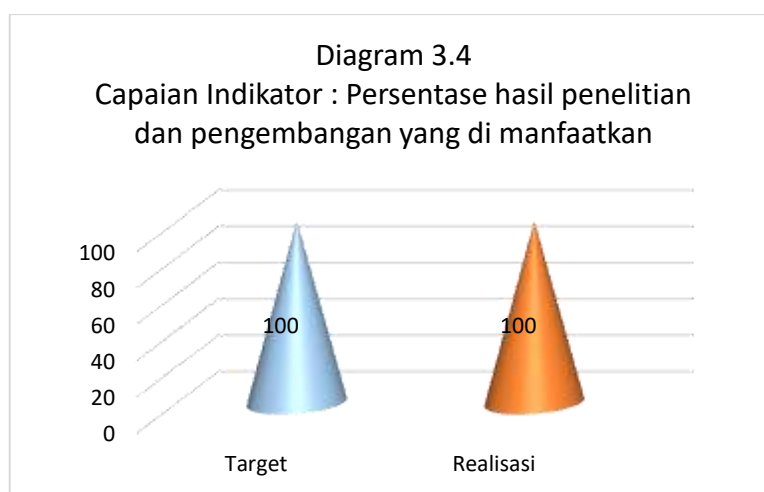 Diagram 3.4
Capaian Indikator : Persentase hasil penelitian
dan pengembangan yang di manfaatkan
100
80
60
40
20
0
100
100
Target
Realisasi